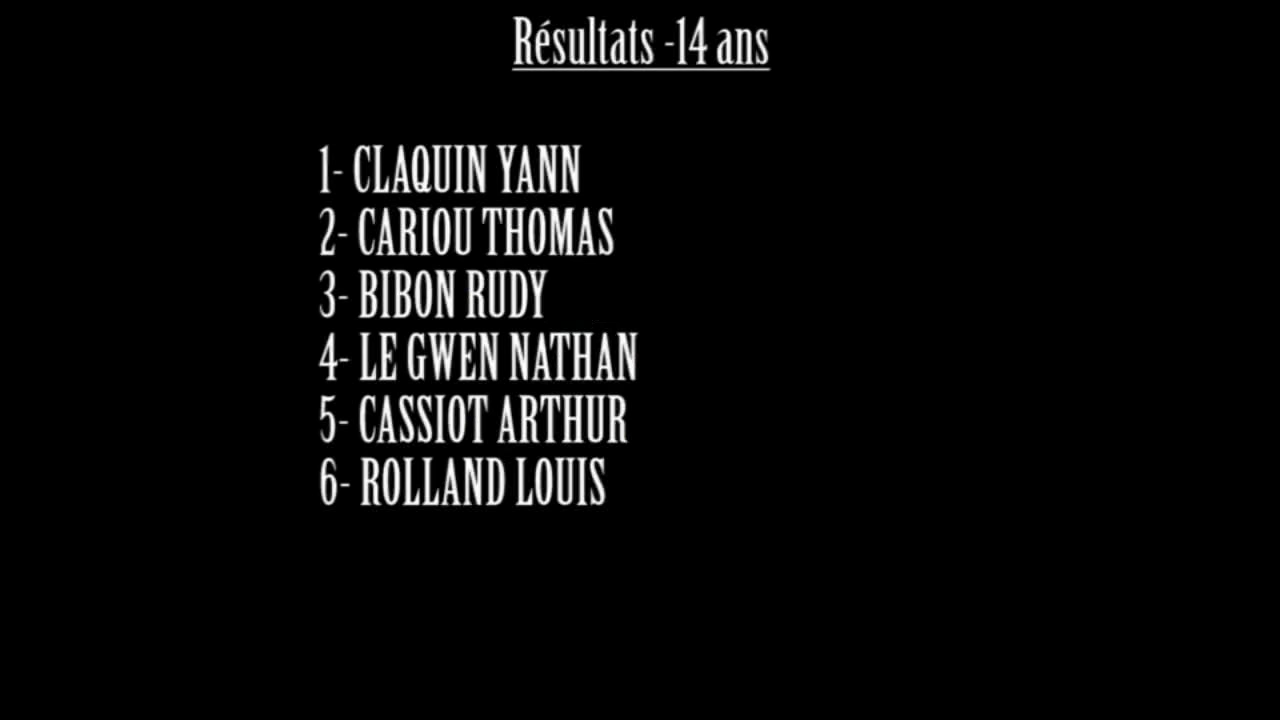 Résultats -14 ans
1- CLAQUIN YANN
2- CARIOU THOMAS
3- BIBON RUDY
4- LE GWEN NATHAN
5- CASSIOT ARTHUR
6- ROLLAND LOUIS